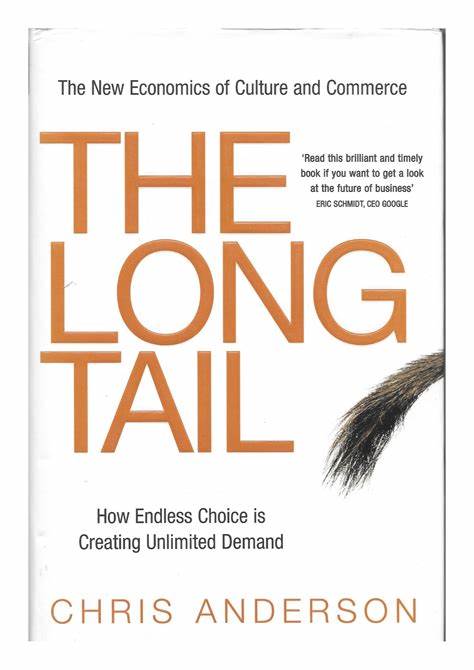 The New Economics of Culture and Commerce
THE
LONG
TAIL
'Read this brilliant and timely
book if you want to get a look
at the future of business'
ERIC SCHMIDT, CEO GOOGLE
How Endless Choice is
Creating Unlimited Demand
CHRIS ANDERSON